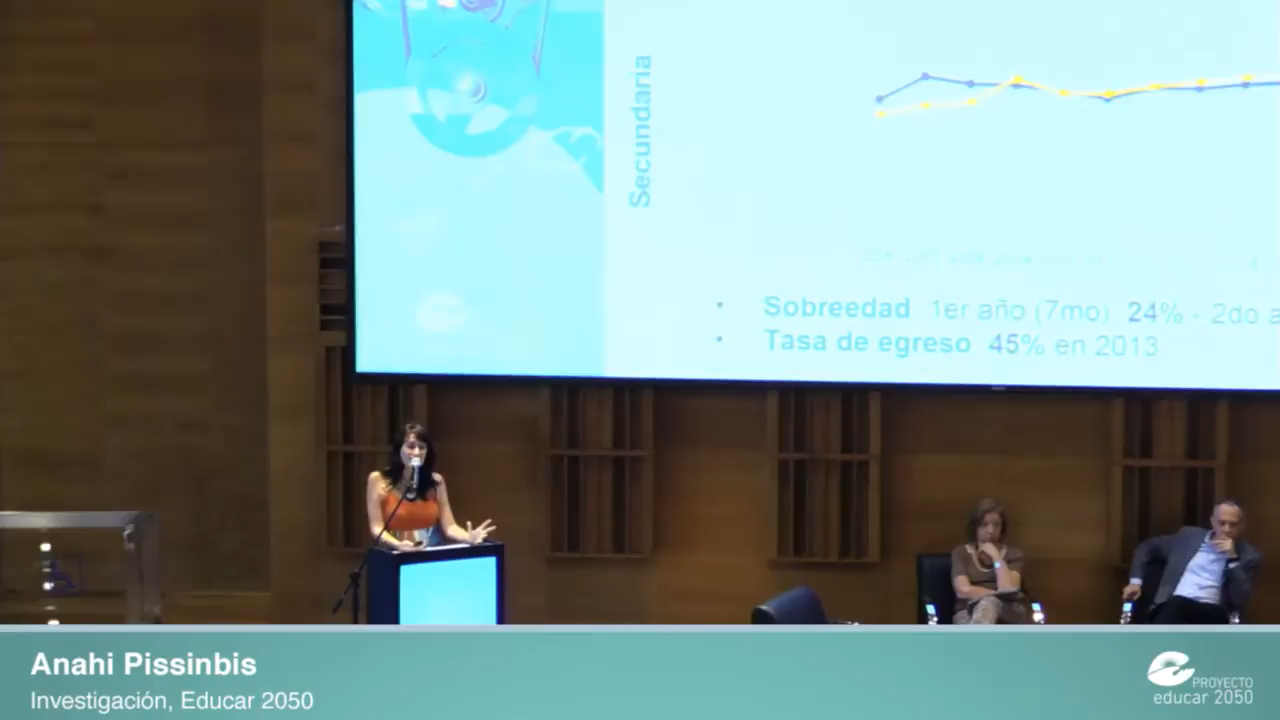 Secundaria
• Sobreedad 1er año (7mo) 24% - 2do a
• Tasa de egreso 45% en 2013
Anahi Pissinbis
Investigación, Educar 2050
PROYECTO
educar 2050